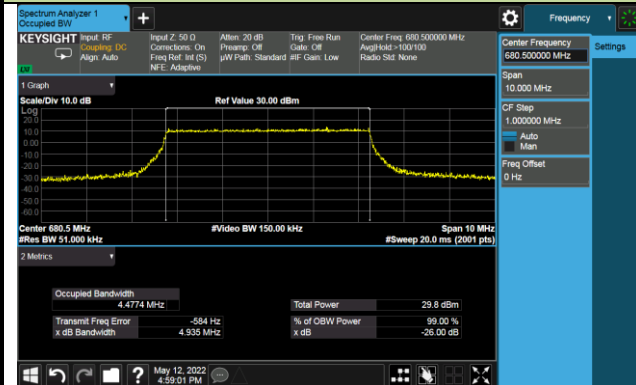 Spectrum Analyzer 1
Occupied BW
+
Frequency
KEYSIGHT
Input: RF
Coupling: DC
Align: Auto
Input Z: 50 Ω
Corrections: On
Freq Ref: Int (S)
NFE: Adaptive
Atten: 20 dB
Preamp: Off
µW Path: Standard
Trig: Free Run
Gate: Off
#IF Gain: Low
Center Freq: 680.500000 MHz
Avg|Hold:>100/100
Radio Std: None
Center Frequency
680.500000 MHz
Settings
Span
10.000 MHz
CF Step
1.000000 MHz
Auto
Man
Freq Offset
0 Hz
1 Graph
Scale/Div 10.0 dB
Ref Value 30.00 dBm
Log
20.0
10.0
0.00
-10.0
-20.0
-30.0
-40.0
-50.0
-60.0
Center 680.5 MHz
#Video BW 150.00 kHz
Span 10 MHz
#Res BW 51.000 kHz
#Sweep 20.0 ms (2001 pts)
2 Metrics
Occupied Bandwidth
4.4774 MHz
Total Power 29.8 dBm
Transmit Freq Error -584 Hz
% of OBW Power 99.00 %
x dB Bandwidth 4.935 MHz
x dB -26.00 dB
?
May 12, 2022
4:59:01 PM